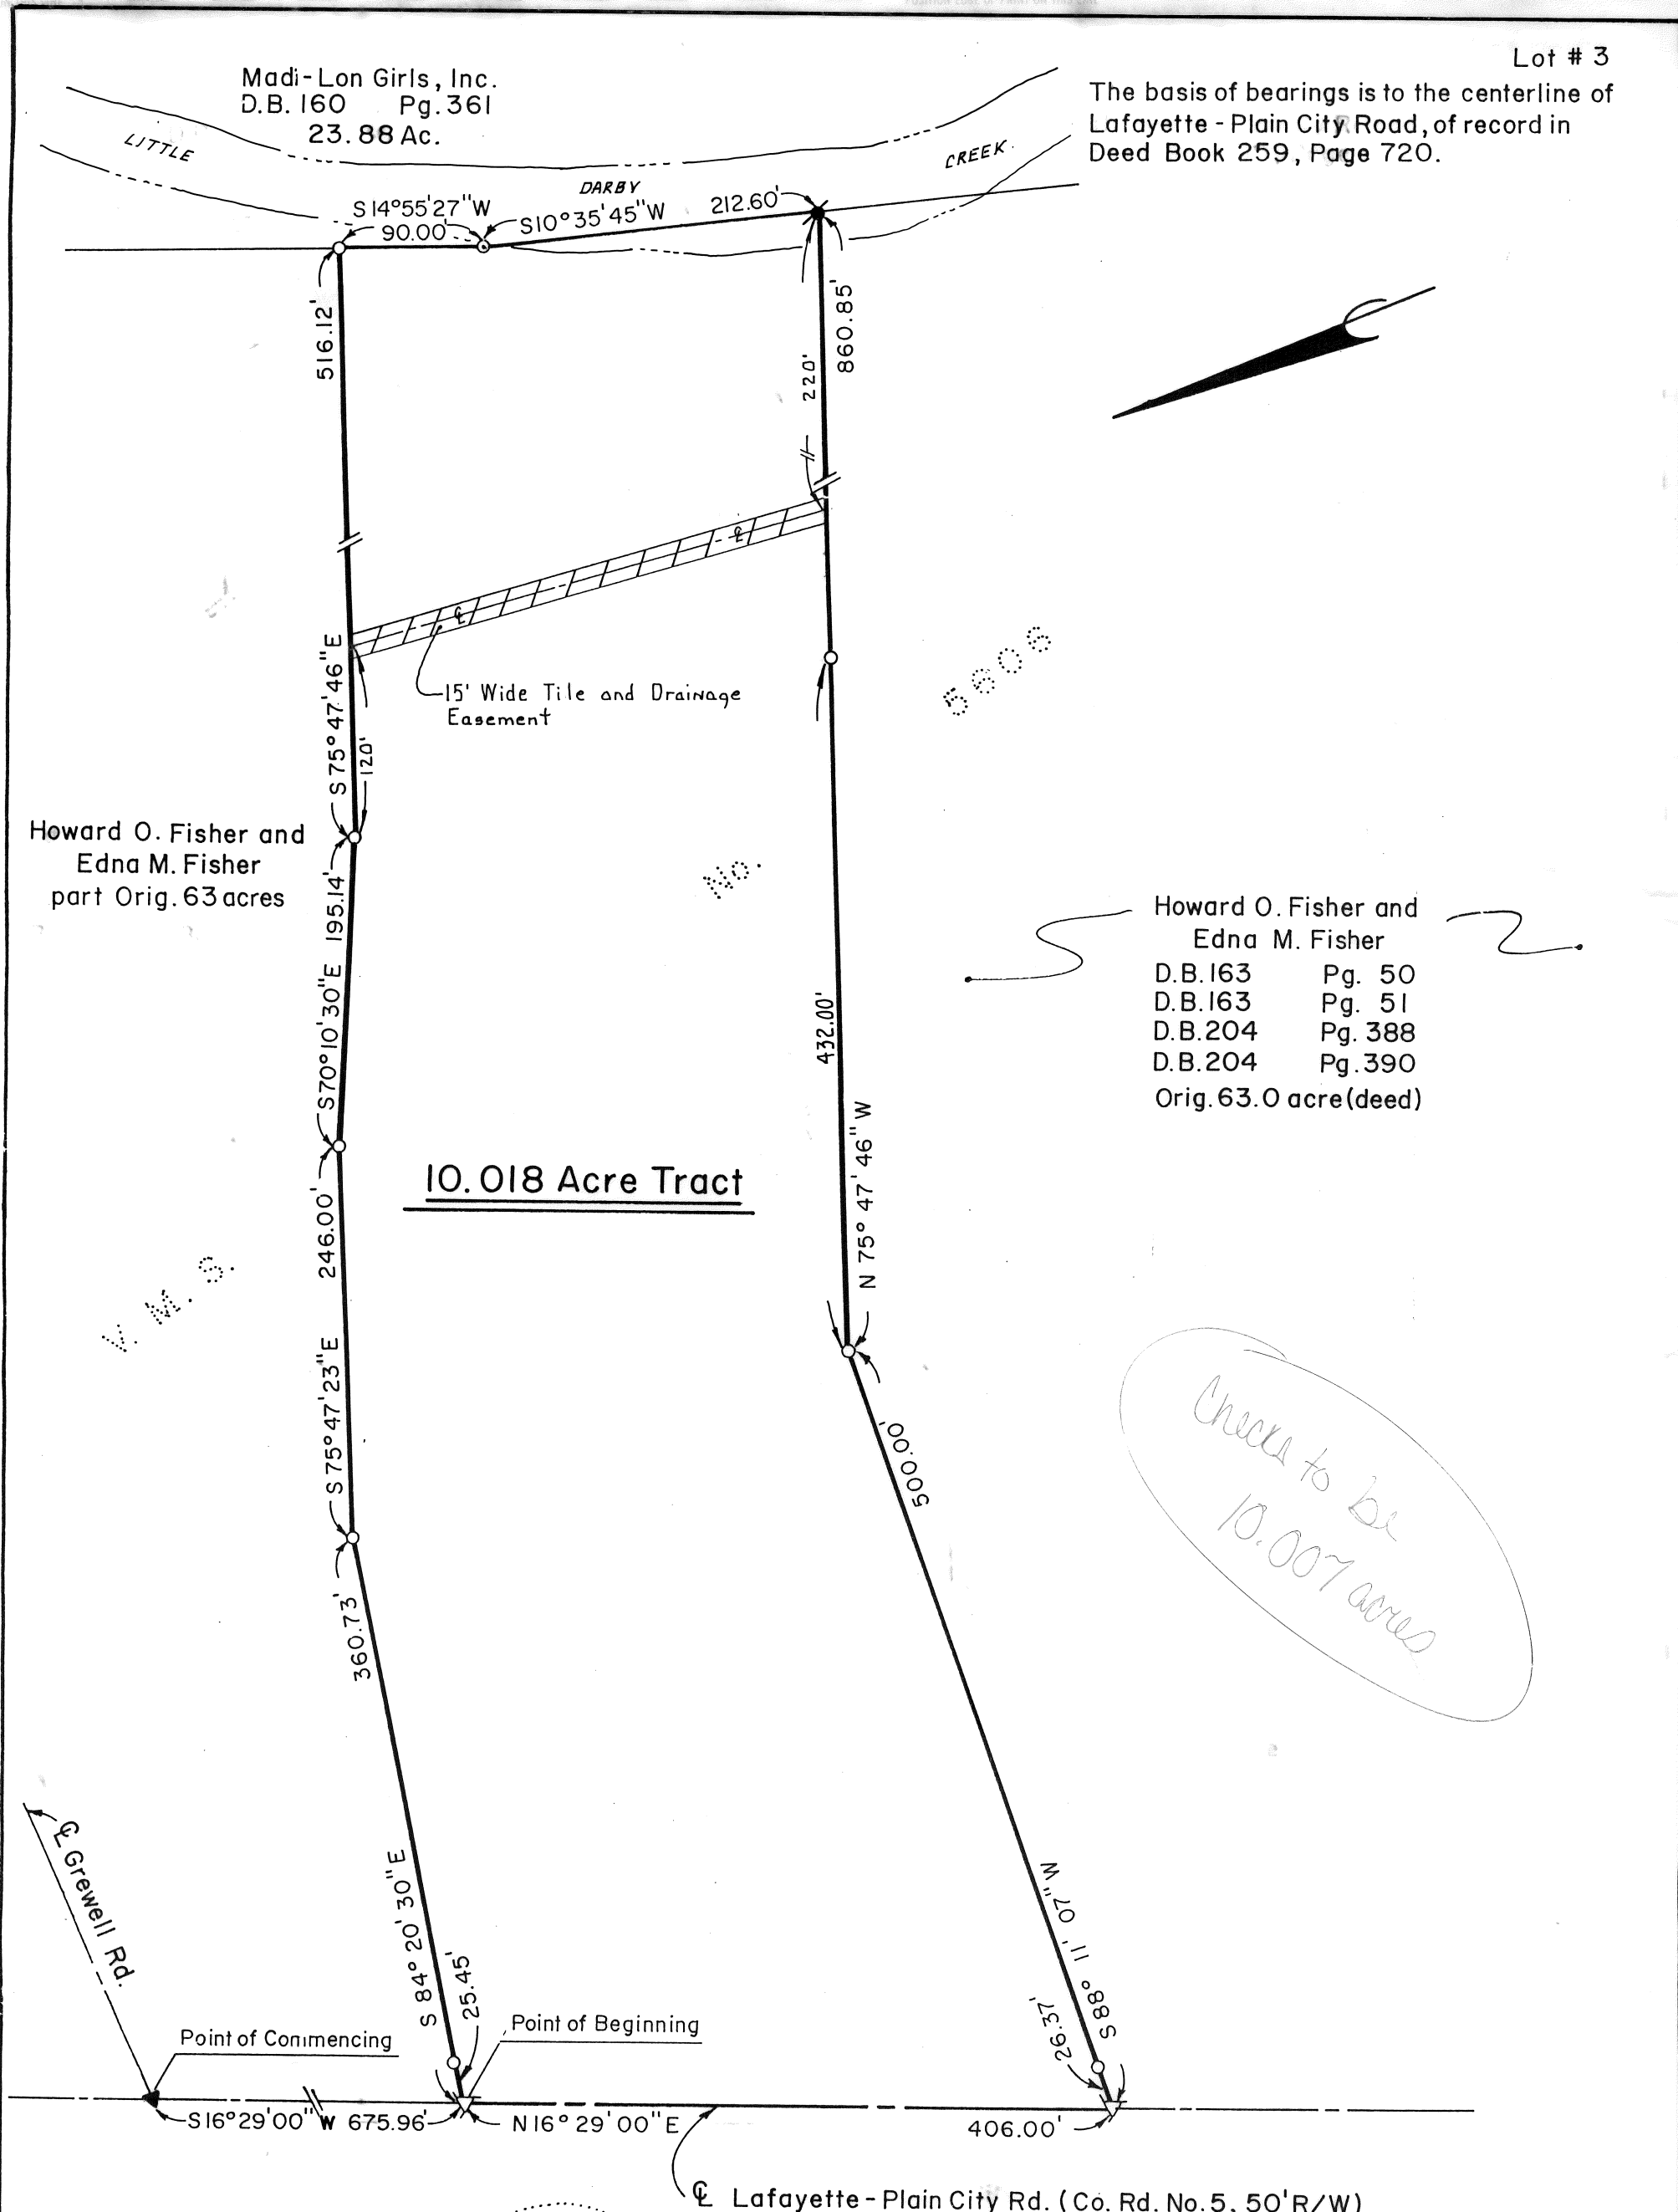 Lot # 3
The basis of bearings is to the centerline of
Lafayette - Plain City Road, of record in
Deed Book 259, Page 720.
Madi-Lon Girls, Inc.
D.B. 160 Pg. 361
23.88 Ac.
LITTLE
DARBY
CREEK.
S14°55'27"W
90.00'
S10°35'45"W
212.60'
516.12'
860.85'
220'
℄
℄
15' Wide Tile and Drainage
Easement
S 75° 47' 46" E
120'
5606
No.
V. M. S.
Howard O. Fisher and
Edna M. Fisher
part Orig. 63 acres
195.14'
S70°10'30"E
432.00'
Howard O. Fisher and
Edna M. Fisher
D.B. 163 Pg. 50
D.B. 163 Pg. 51
D.B. 204 Pg. 388
D.B. 204 Pg. 390
Orig. 63.0 acre (deed)
10.018 Acre Tract
246.00'
N 75° 47' 46" W
S 75° 47' 23" E
500.00'
Checks to be
10.007 acres
360.73'
℄ Grewell Rd.
S 84° 20' 30" E
25.45'
S 88° 11' 07" W
26.37'
Point of Commencing
Point of Beginning
S16°29'00" W 675.96'
N16° 29' 00" E
406.00'
℄ Lafayette - Plain City Rd. (Co. Rd. No. 5, 50' R/W)